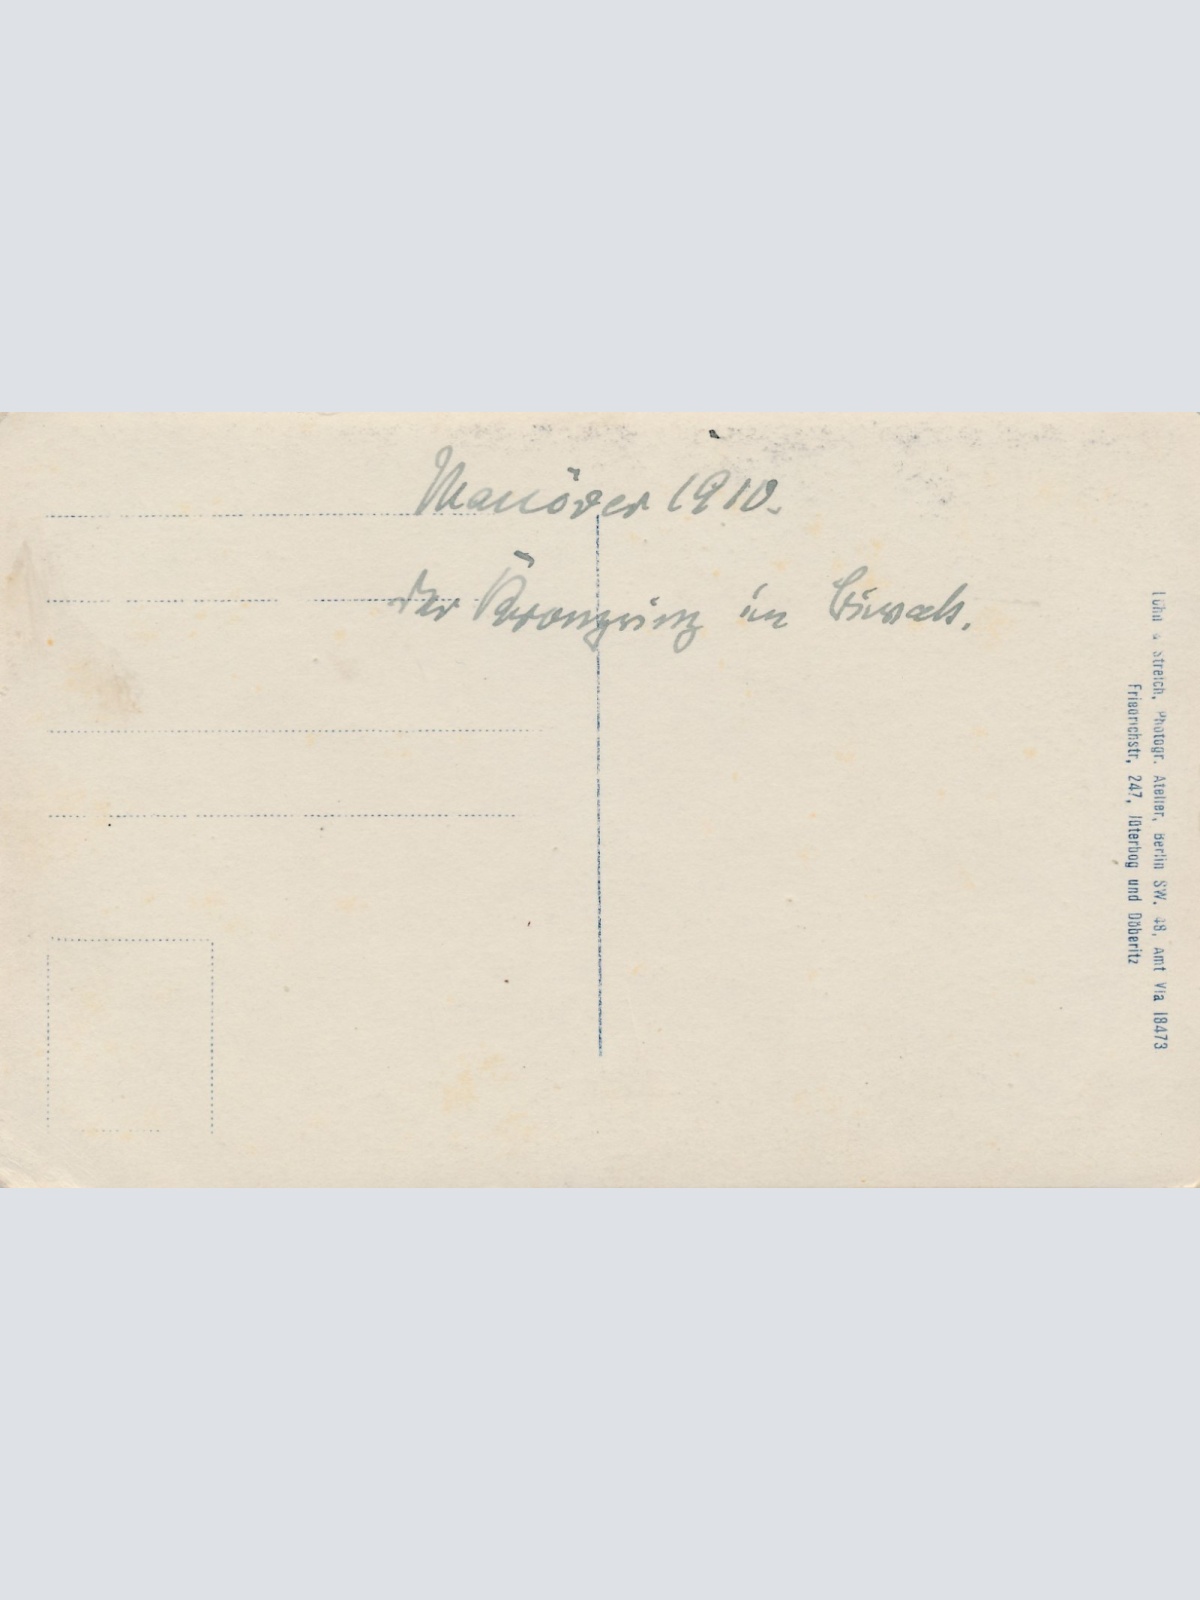 Manöver 1910.
Der Kronprinz im Biwak.
& Streich, Photogr. Atelier, Berlin SW. 48, Amt VIa 18473
Friedrichstr. 247, Jüterbog und Döberitz